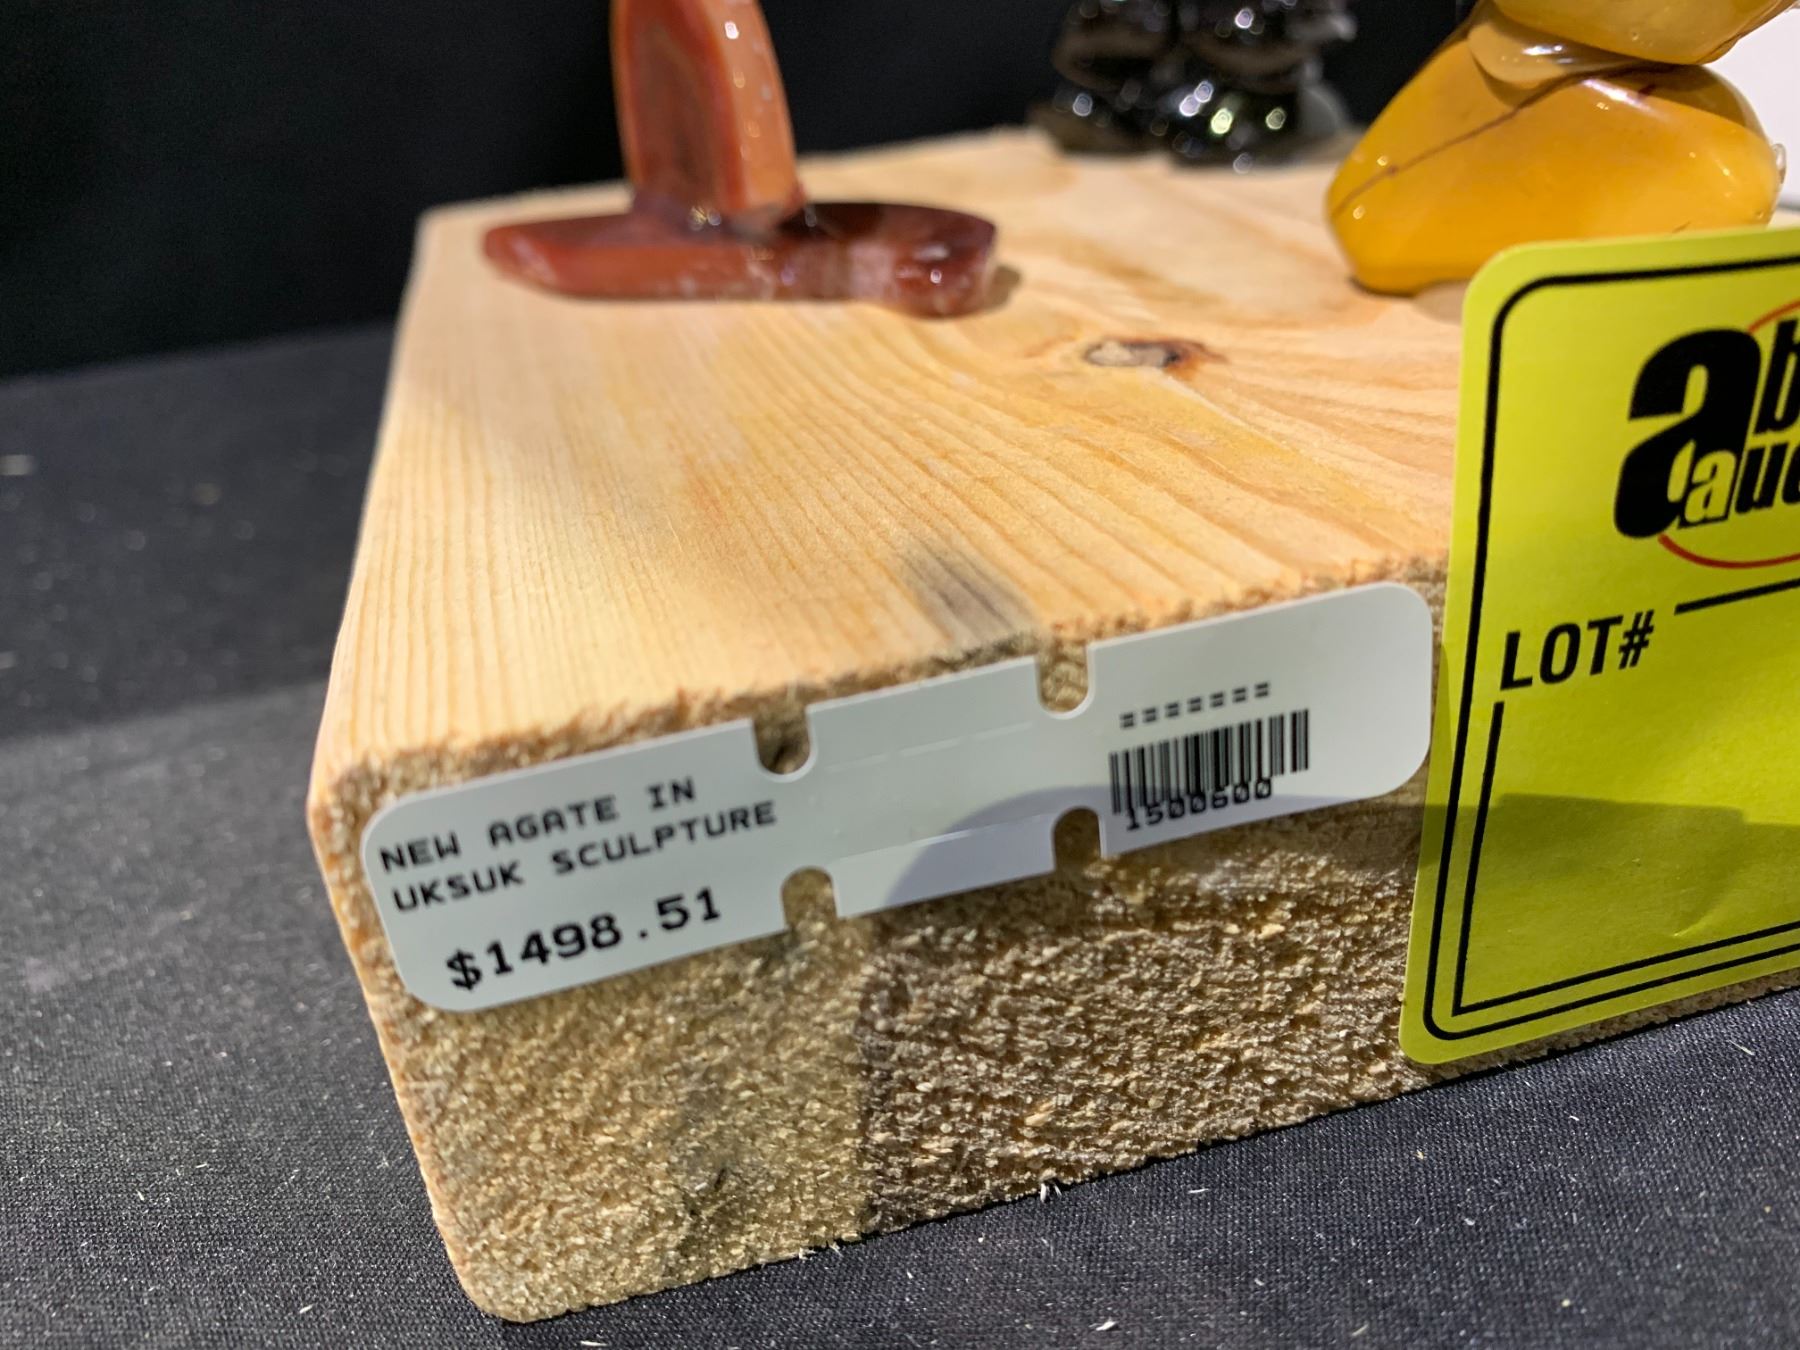 NEW AGATE IN
UKSUK SCULPTURE
$1498.51
=======
1500600
LOT#